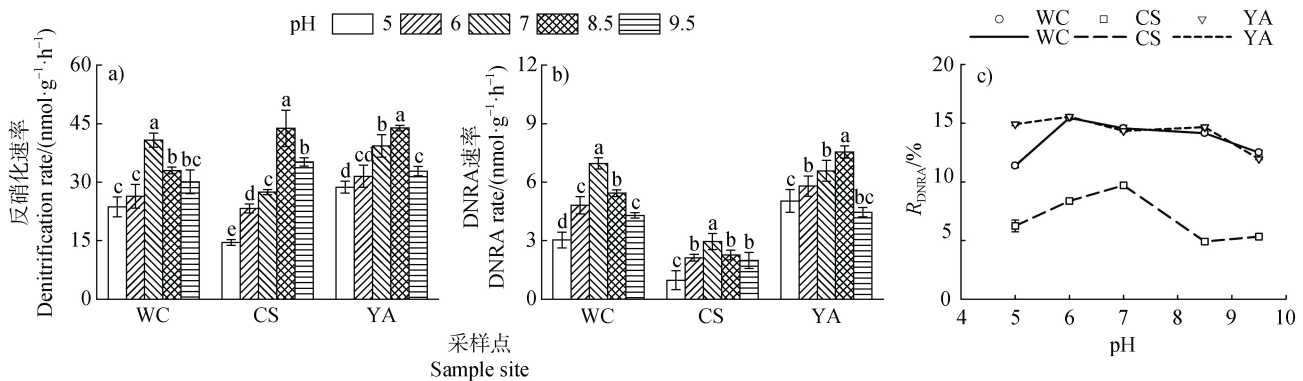 pH 5 6 7 8.5 9.5
WC CS YA
WC CS YA
a)
反硝化速率
Denitrification rate/(nmol·g⁻¹·h⁻¹)
60
45
30
15
0
c c a b bc
e d c a b
d cd b a c
WC CS YA
b)
DNRA速率
DNRA rate/(nmol·g⁻¹·h⁻¹)
12
9
6
3
0
d c a b c
c b a b b
c b b a bc
WC CS YA
采样点
Sample site
c)
R_DNRA/%
20
15
10
5
0
4 5 6 7 8 9 10
pH